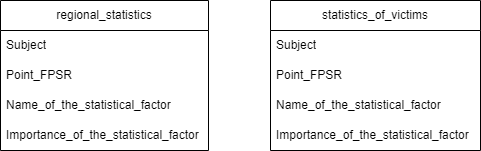 regional_statistics
Subject
Point_FPSR
Name_of_the_statistical_factor
Importance_of_the_statistical_factor
statistics_of_victims
Subject
Point_FPSR
Name_of_the_statistical_factor
Importance_of_the_statistical_factor